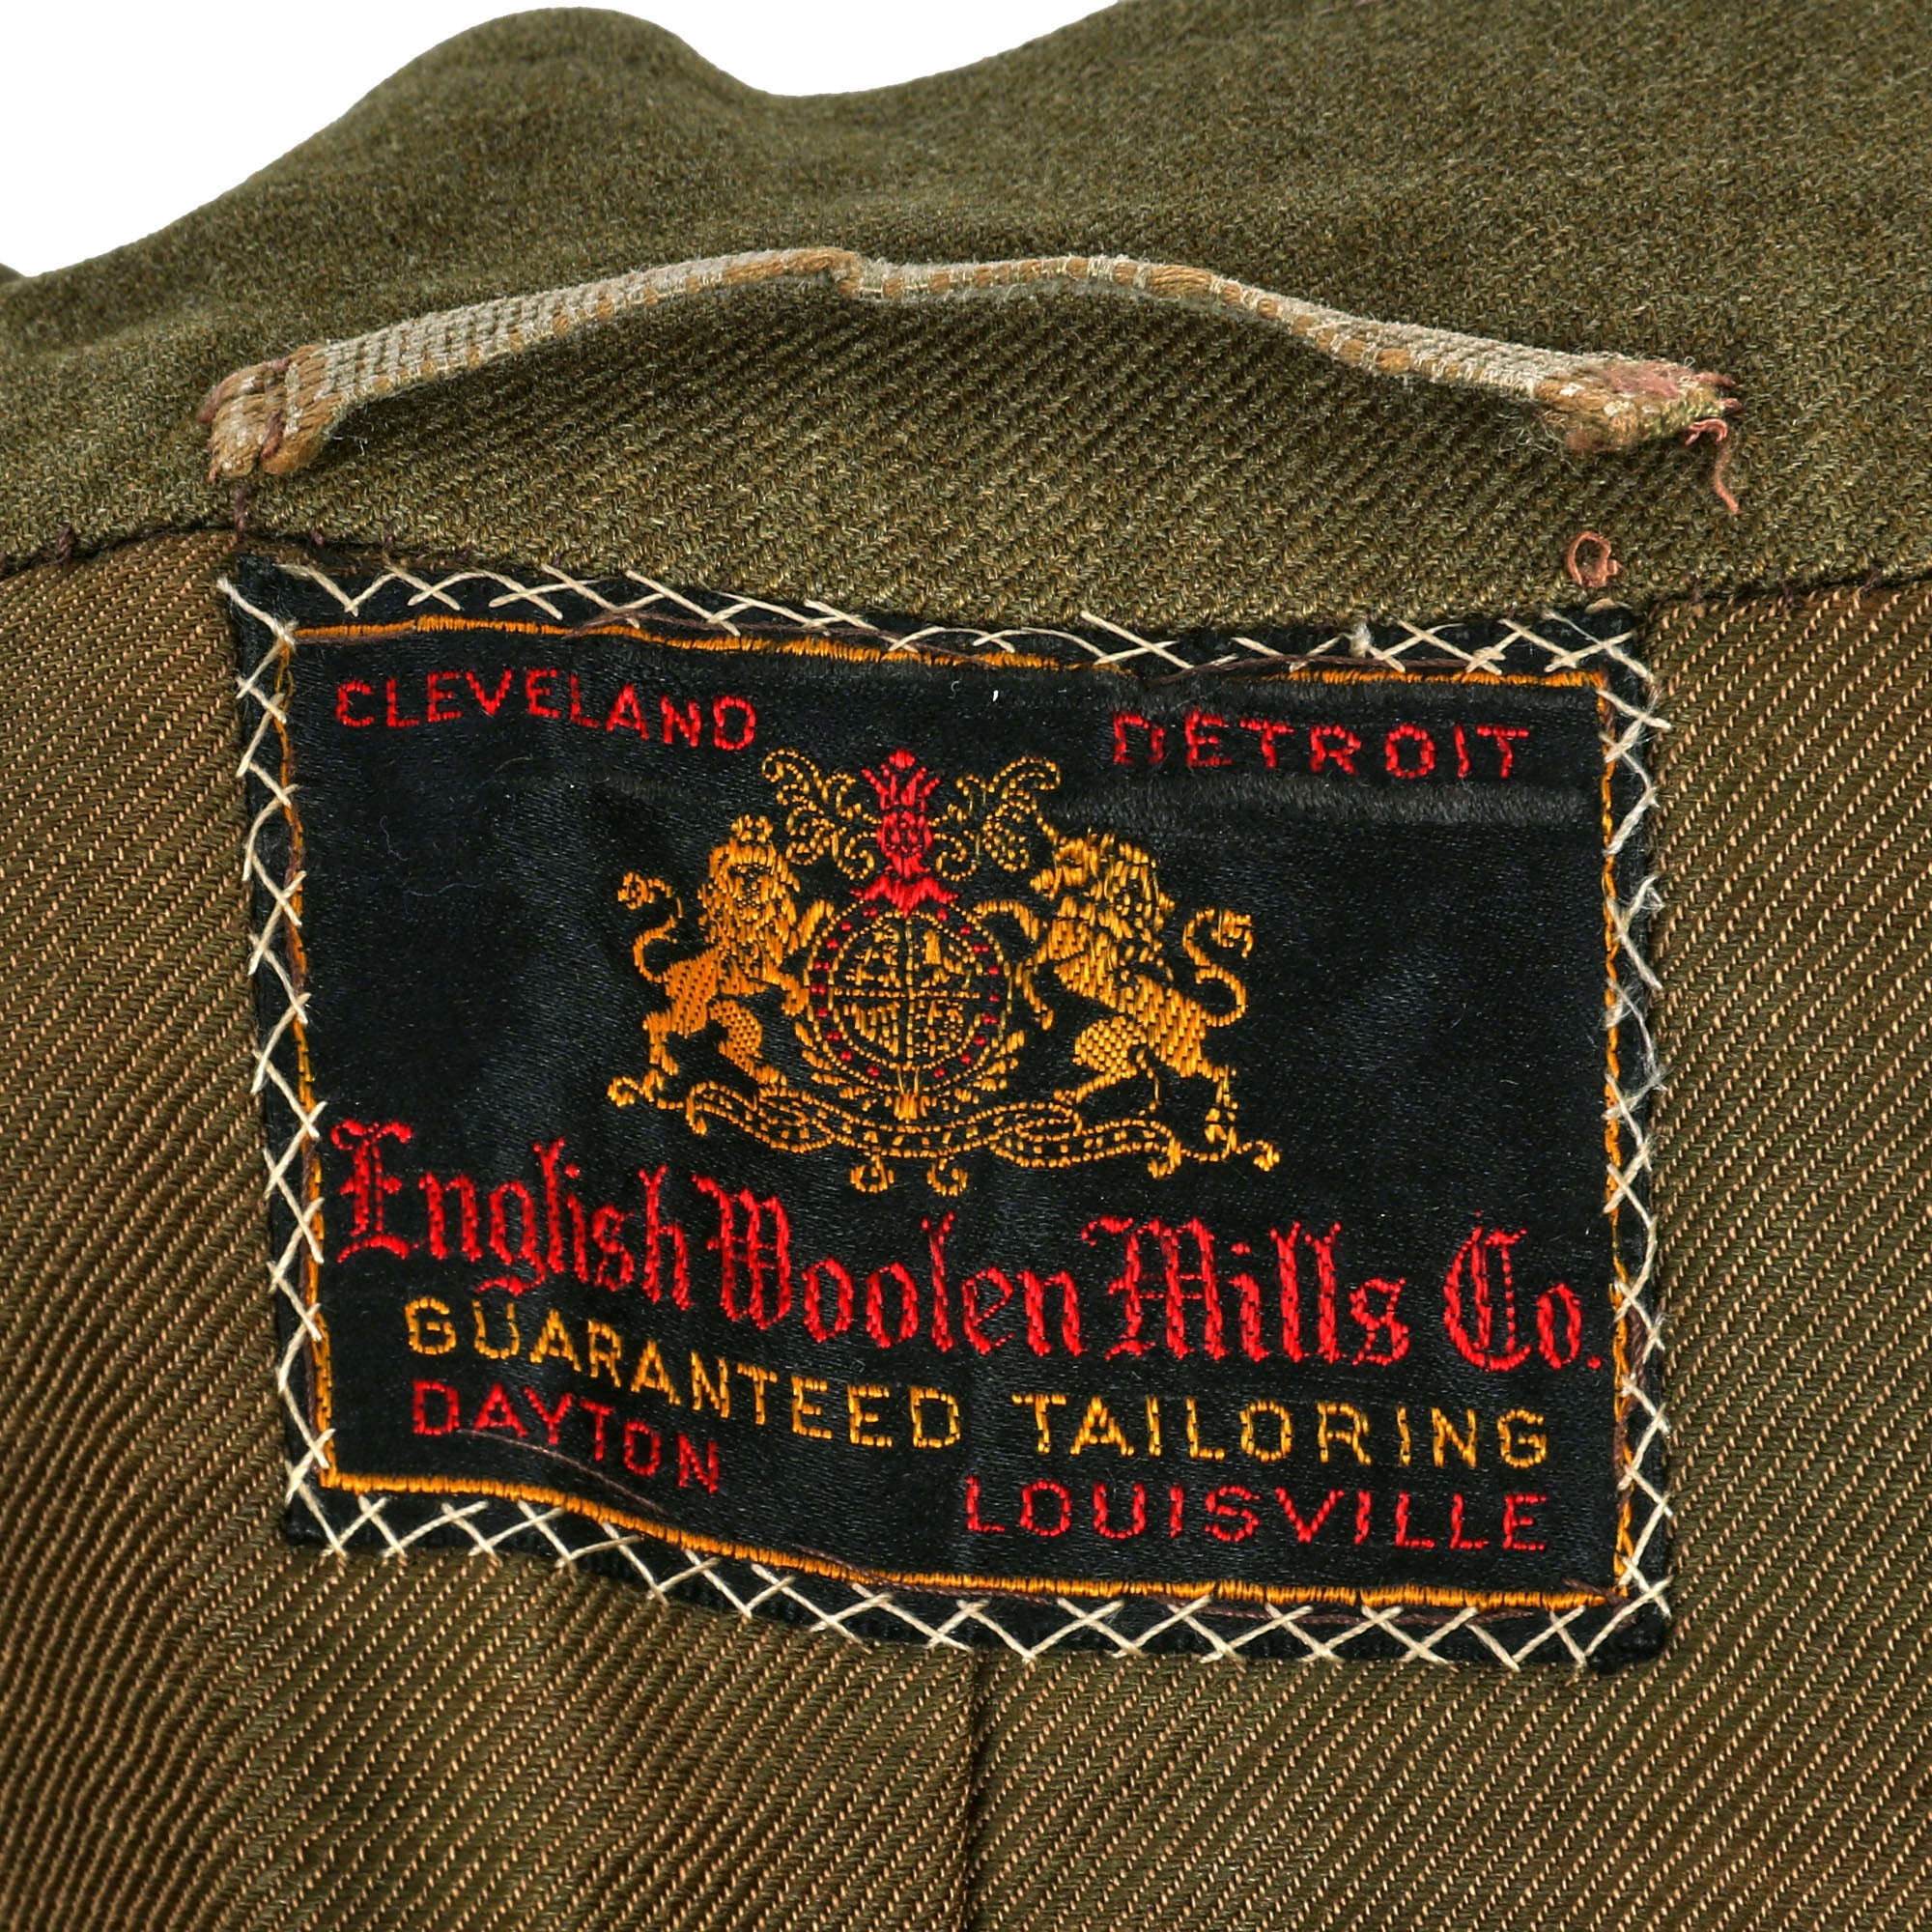 CLEVELAND DETROIT
English Woolen Mills Co.
GUARANTEED TAILORING
DAYTON LOUISVILLE